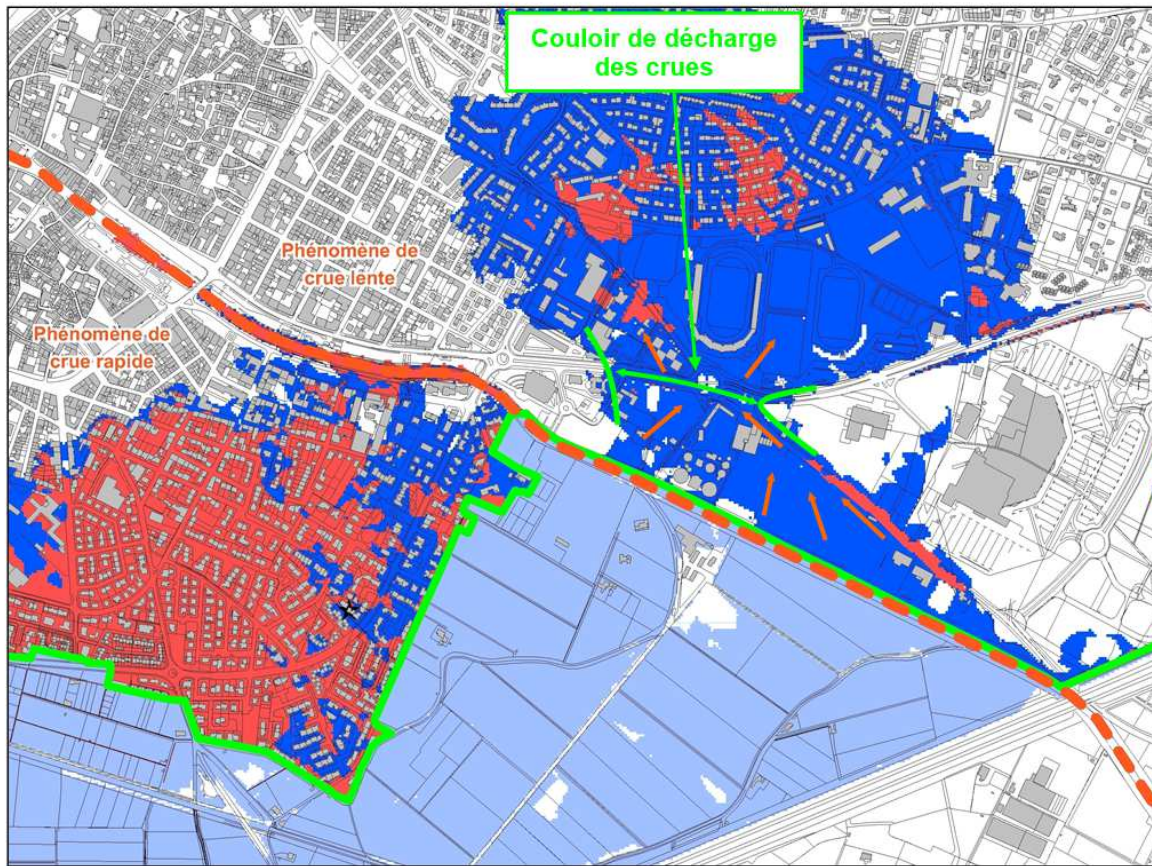 Couloir de décharge
des crues
Phénomène de
crue lente
Phénomène de
crue rapide